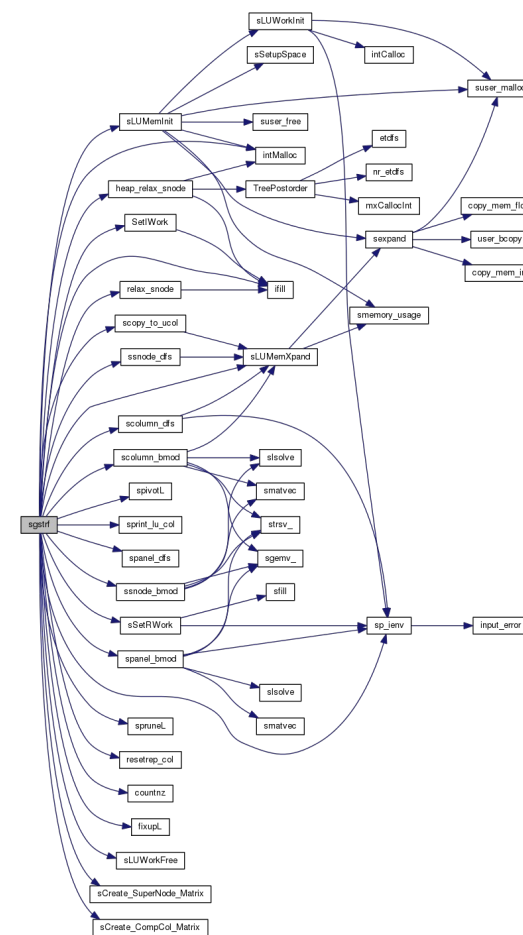 sLUWorkInit
sSetupSpace
intCalloc
suser_malloc
sLUMemInit
suser_free
etdfs
intMalloc
nr_etdfs
heap_relax_snode
TreePostorder
mxCallocInt
copy_mem_flo
SetIWork
sexpand
user_bcopy
copy_mem_in
relax_snode
ifill
smemory_usage
scopy_to_ucol
ssnode_dfs
sLUMemXpand
scolumn_dfs
scolumn_bmod
slsolve
spivotL
smatvec
sgstrf
sprint_lu_col
strsv_
spanel_dfs
sgemv_
ssnode_bmod
sfill
sSetRWork
sp_ienv
input_error
spanel_bmod
slsolve
spruneL
smatvec
resetrep_col
countnz
fixupL
sLUWorkFree
sCreate_SuperNode_Matrix
sCreate_CompCol_Matrix